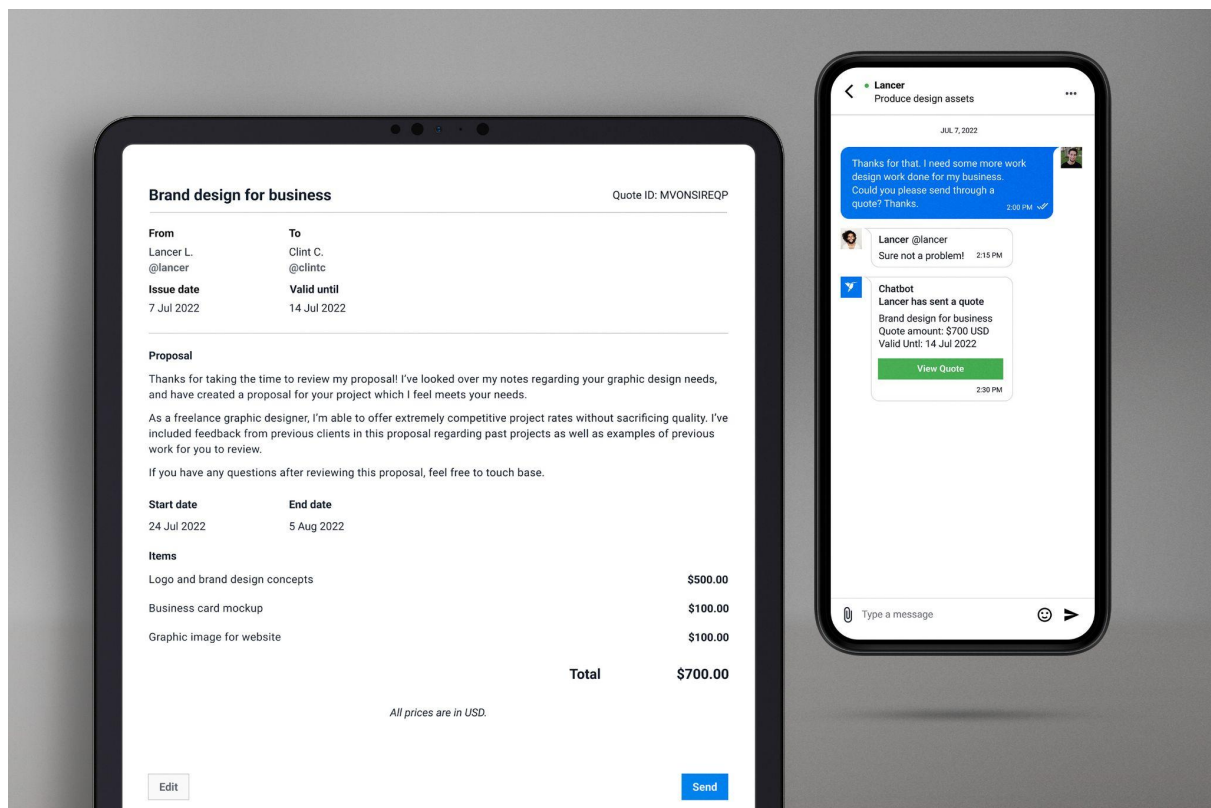 Brand design for business
Quote ID: MVONSIREQP
From
To
Lancer L.
Clint C.
@lancer
@clintc
Issue date
Valid until
7 Jul 2022
14 Jul 2022
Proposal
Thanks for taking the time to review my proposal! I've looked over my notes regarding your graphic design needs,
and have created a proposal for your project which I feel meets your needs.
As a freelance graphic designer, I'm able to offer extremely competitive project rates without sacrificing quality. I've
included feedback from previous clients in this proposal regarding past projects as well as examples of previous
work for you to review.
If you have any questions after reviewing this proposal, feel free to touch base.
Start date
End date
24 Jul 2022
5 Aug 2022
Items
Logo and brand design concepts
$500.00
Business card mockup
$100.00
Graphic image for website
$100.00
Total
$700.00
All prices are in USD.
Edit
Send
Lancer
Produce design assets
JUL 7, 2022
Thanks for that. I need some more work
design work done for my business.
Could you please send through a
quote? Thanks.
2:00 PM
Lancer @lancer
Sure not a problem!
2:15 PM
Chatbot
Lancer has sent a quote
Brand design for business
Quote amount: $700 USD
Valid Untl: 14 Jul 2022
View Quote
2:30 PM
Type a message